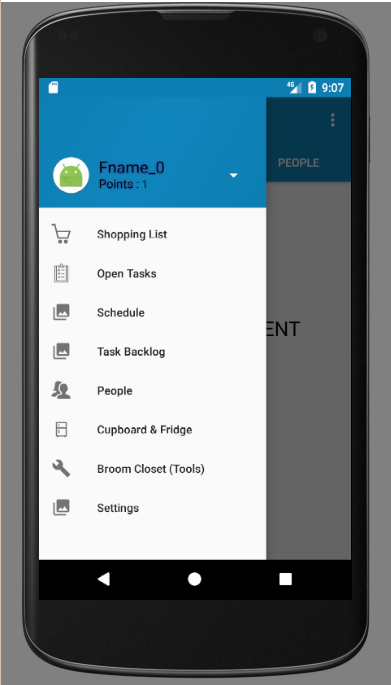 4G 9:07
Fname_0
Points : 1
PEOPLE
Shopping List
Open Tasks
Schedule
ENT
Task Backlog
People
Cupboard & Fridge
Broom Closet (Tools)
Settings